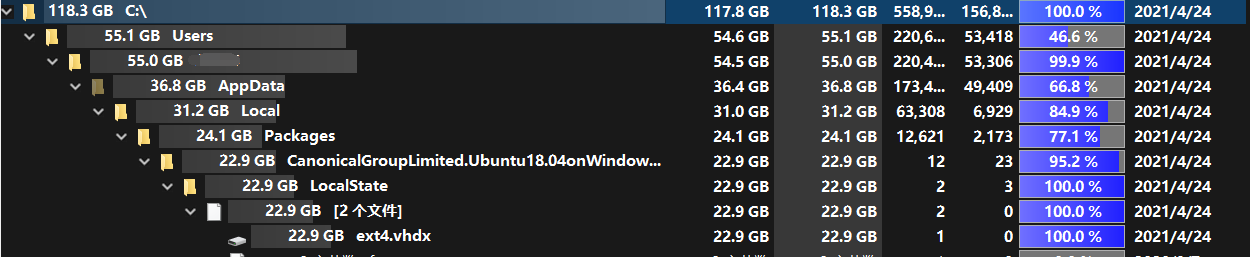 118.3 GB C:\ 117.8 GB 118.3 GB 558,9... 156,8... 100.0 % 2021/4/24
55.1 GB Users 54.6 GB 55.1 GB 220,6... 53,418 46.6 % 2021/4/24
55.0 GB 54.5 GB 55.0 GB 220,4... 53,306 99.9 % 2021/4/24
36.8 GB AppData 36.4 GB 36.8 GB 173,4... 49,409 66.8 % 2021/4/24
31.2 GB Local 31.0 GB 31.2 GB 63,308 6,929 84.9 % 2021/4/24
24.1 GB Packages 24.1 GB 24.1 GB 12,621 2,173 77.1 % 2021/4/24
22.9 GB CanonicalGroupLimited.Ubuntu18.04onWindow... 22.9 GB 22.9 GB 12 23 95.2 % 2021/4/24
22.9 GB LocalState 22.9 GB 22.9 GB 2 3 100.0 % 2021/4/24
22.9 GB [2 个文件] 22.9 GB 22.9 GB 2 0 100.0 % 2021/4/24
22.9 GB ext4.vhdx 22.9 GB 22.9 GB 1 0 100.0 % 2021/4/24